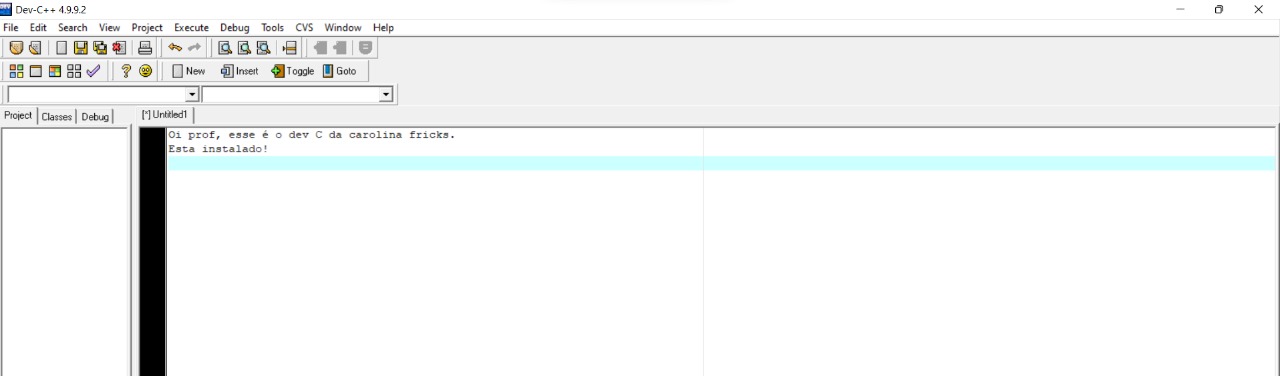 Dev-C++ 4.9.9.2
File Edit Search View Project Execute Debug Tools CVS Window Help
New Insert Toggle Goto
Project Classes Debug [*] Untitled1
Oi prof, esse é o dev C da carolina fricks.
Esta instalado!